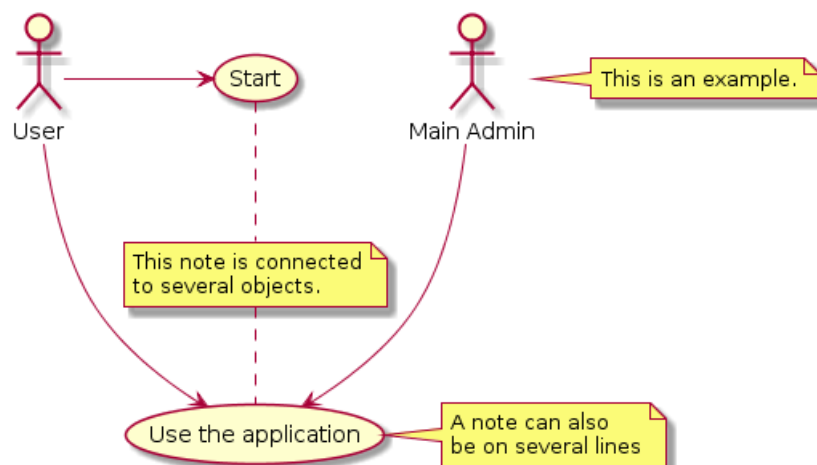 Start
This is an example.
User
Main Admin
This note is connected
to several objects.
Use the application
A note can also
be on several lines